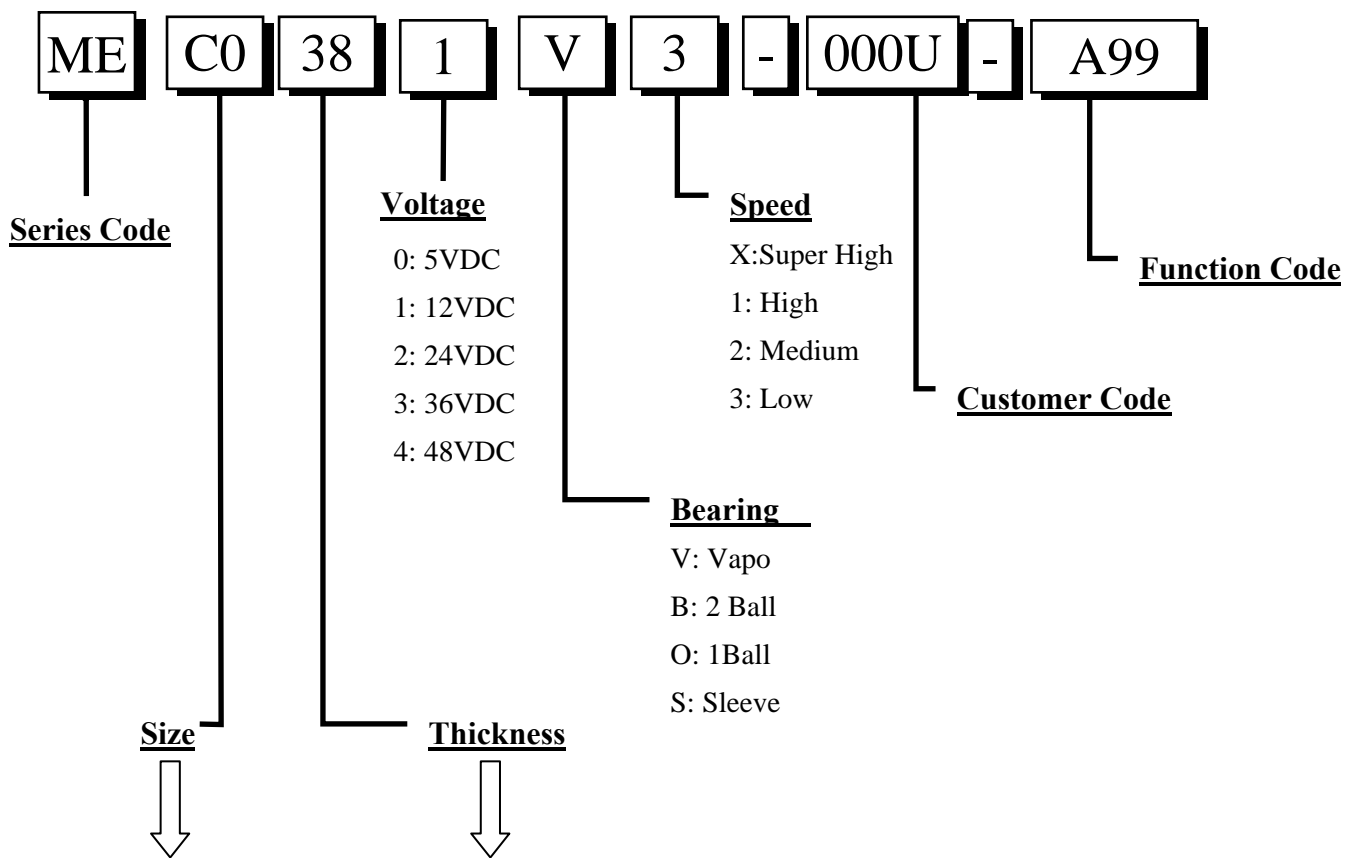 ME C0 38 1 V 3 - 000U - A99
Series Code
Voltage
0: 5VDC
1: 12VDC
2: 24VDC
3: 36VDC
4: 48VDC
Speed
X:Super High
1: High
2: Medium
3: Low
Function Code
Customer Code
Bearing
V: Vapo
B: 2 Ball
O: 1Ball
S: Sleeve
Size
Thickness